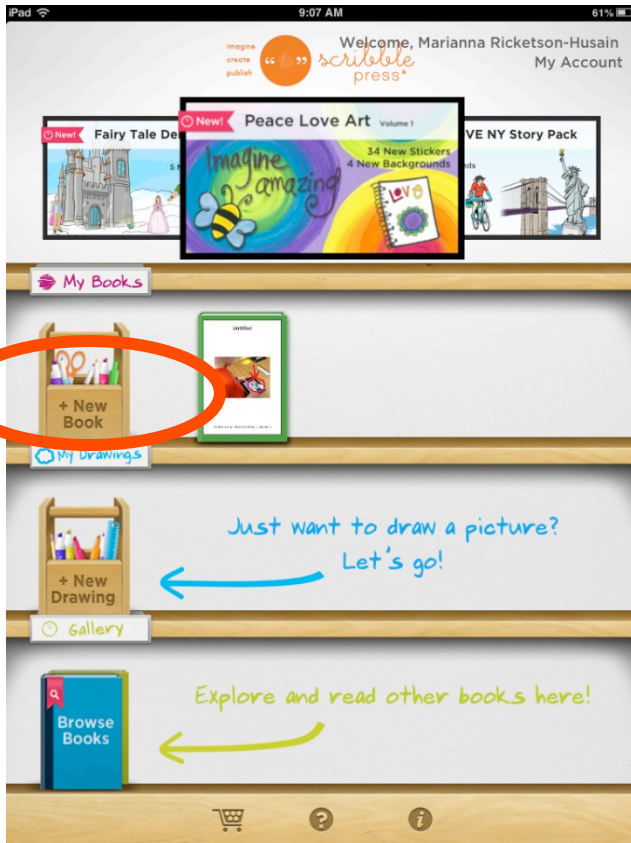 iPad 9:07 AM 61%
imagine
create
publish
scribble
press
Welcome, Marianna Ricketson-Husain
My Account
New! Fairy Tale De
New! Peace Love Art Volume 1
34 New Stickers
4 New Backgrounds
Imagine
amazing
LOVE
VE NY Story Pack
My Books
+ New
Book
Untitled
My Drawings
+ New
Drawing
Just want to draw a picture?
Let's go!
Gallery
Browse
Books
Explore and read other books here!